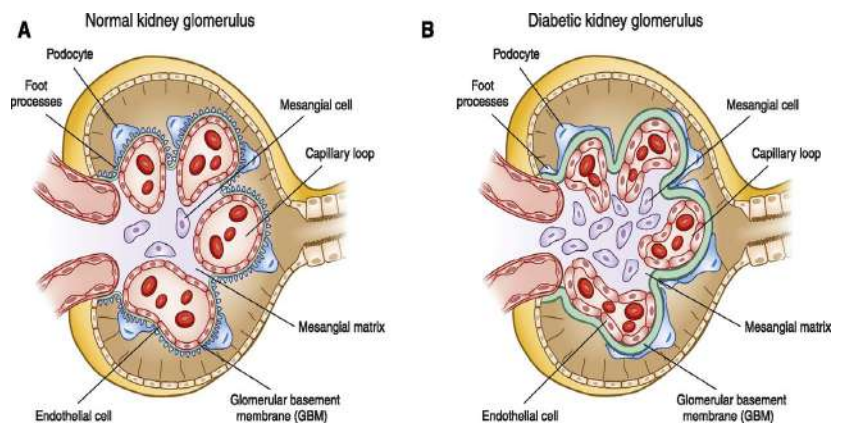 A
Normal kidney glomerulus
Podocyte
Foot
processes
Mesangial cell
Capillary loop
Mesangial matrix
Glomerular basement
membrane (GBM)
Endothelial cell
B
Diabetic kidney glomerulus
Podocyte
Foot
processes
Mesangial cell
Capillary loop
Mesangial matrix
Glomerular basement
membrane (GBM)
Endothelial cell